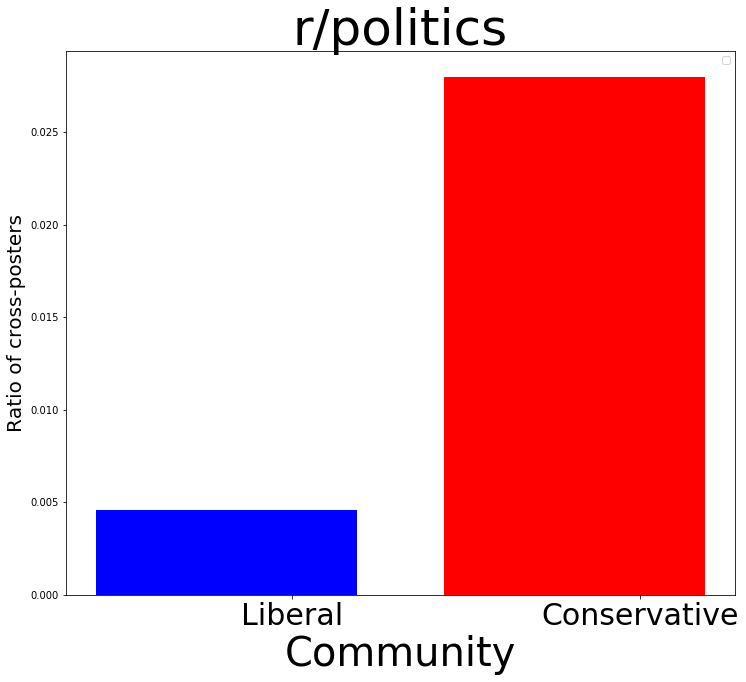 r/politics
Ratio of cross-posters
0.025
0.020
0.015
0.010
0.005
0.000
Liberal
Conservative
Community